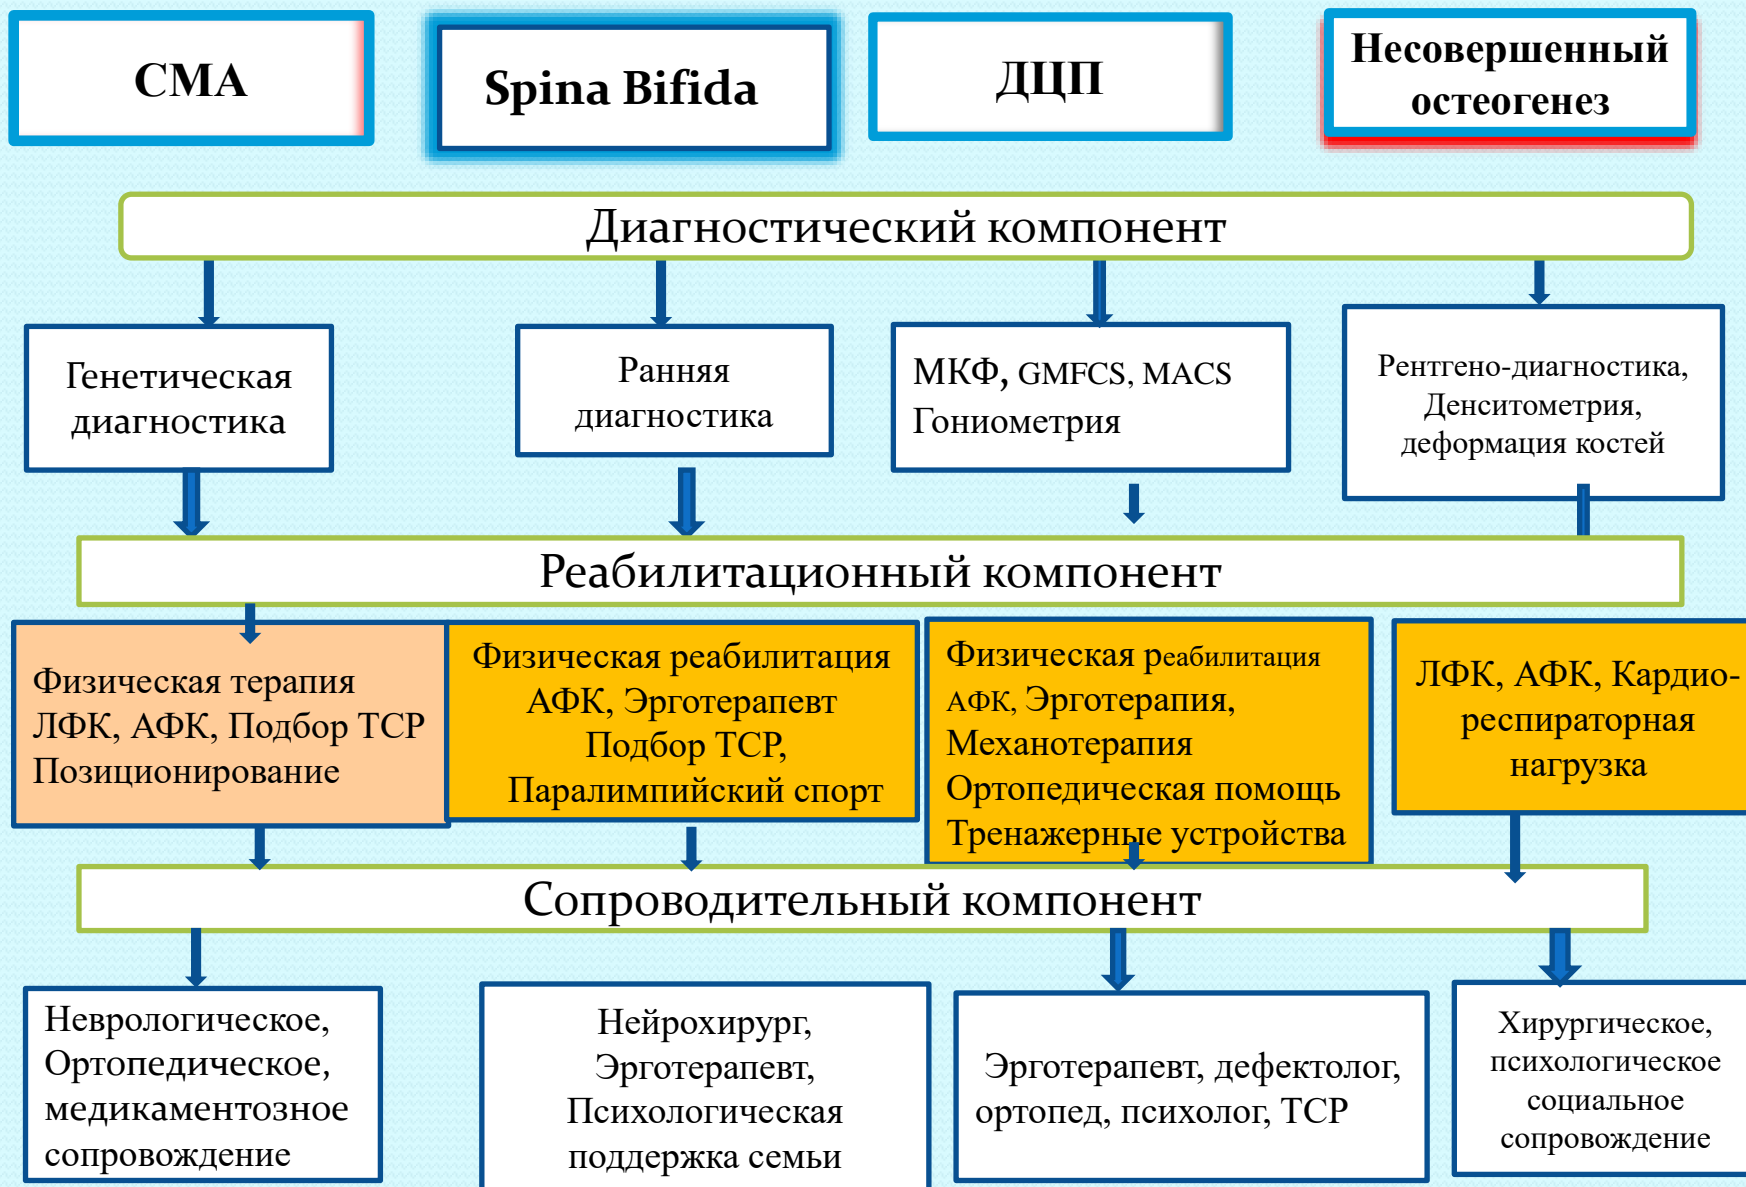 СМА
Spina Bifida
ДЦП
Несовершенный
остеогенез
Диагностический компонент
Генетическая
диагностика
Ранняя
диагностика
МКФ, GMFCS, MACS
Гониометрия
Рентгено-диагностика,
Денситометрия,
деформация костей
Реабилитационный компонент
Физическая терапия
ЛФК, АФК, Подбор ТСР
Позиционирование
Физическая реабилитация
АФК, Эрготерапевт
Подбор ТСР,
Паралимпийский спорт
Физическая реабилитация
АФК, Эрготерапия,
Механотерапия
Ортопедическая помощь
Тренажерные устройства
ЛФК, АФК, Кардио-
респираторная
нагрузка
Сопроводительный компонент
Неврологическое,
Ортопедическое,
медикаментозное
сопровождение
Нейрохирург,
Эрготерапевт,
Психологическая
поддержка семьи
Эрготерапевт, дефектолог,
ортопед, психолог, ТСР
Хирургическое,
психологическое
социальное
сопровождение